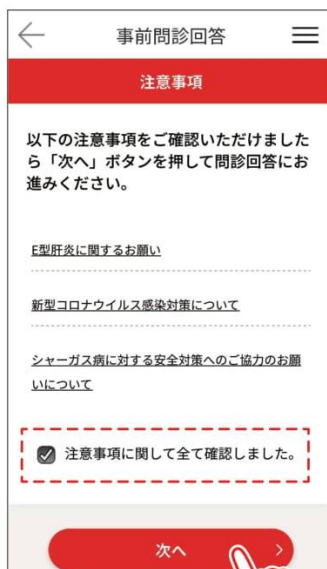 事前問診回答
注意事項
以下の注意事項をご確認いただけました
ら「次へ」ボタンを押して問診回答にお
進みください。
E型肝炎に関するお願い
新型コロナウイルス感染対策について
シャーガス病に対する安全対策へのご協力のお願
いについて
注意事項に関して全て確認しました。
次へ